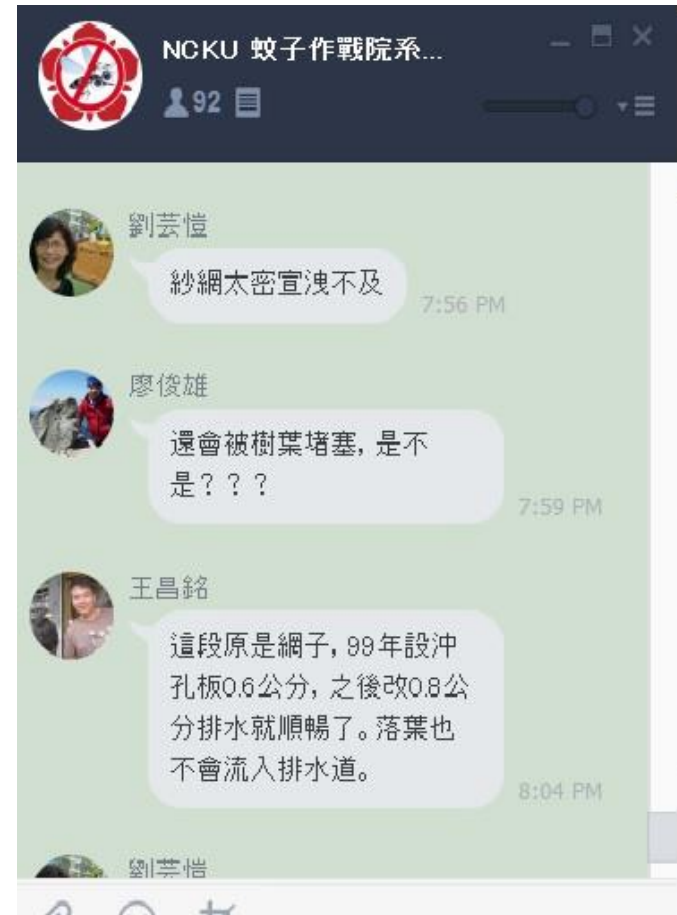 NCKU 蚊子作戰院系...
92
劉芸愷
紗網太密宣洩不及
7:56 PM
廖俊雄
還會被樹葉堵塞, 是不
是？？？
7:59 PM
王昌銘
這段原是網子, 99年設沖
孔板0.6公分, 之後改0.8公
分排水就順暢了。落葉也
不會流入排水道。
8:04 PM
劉芸愷